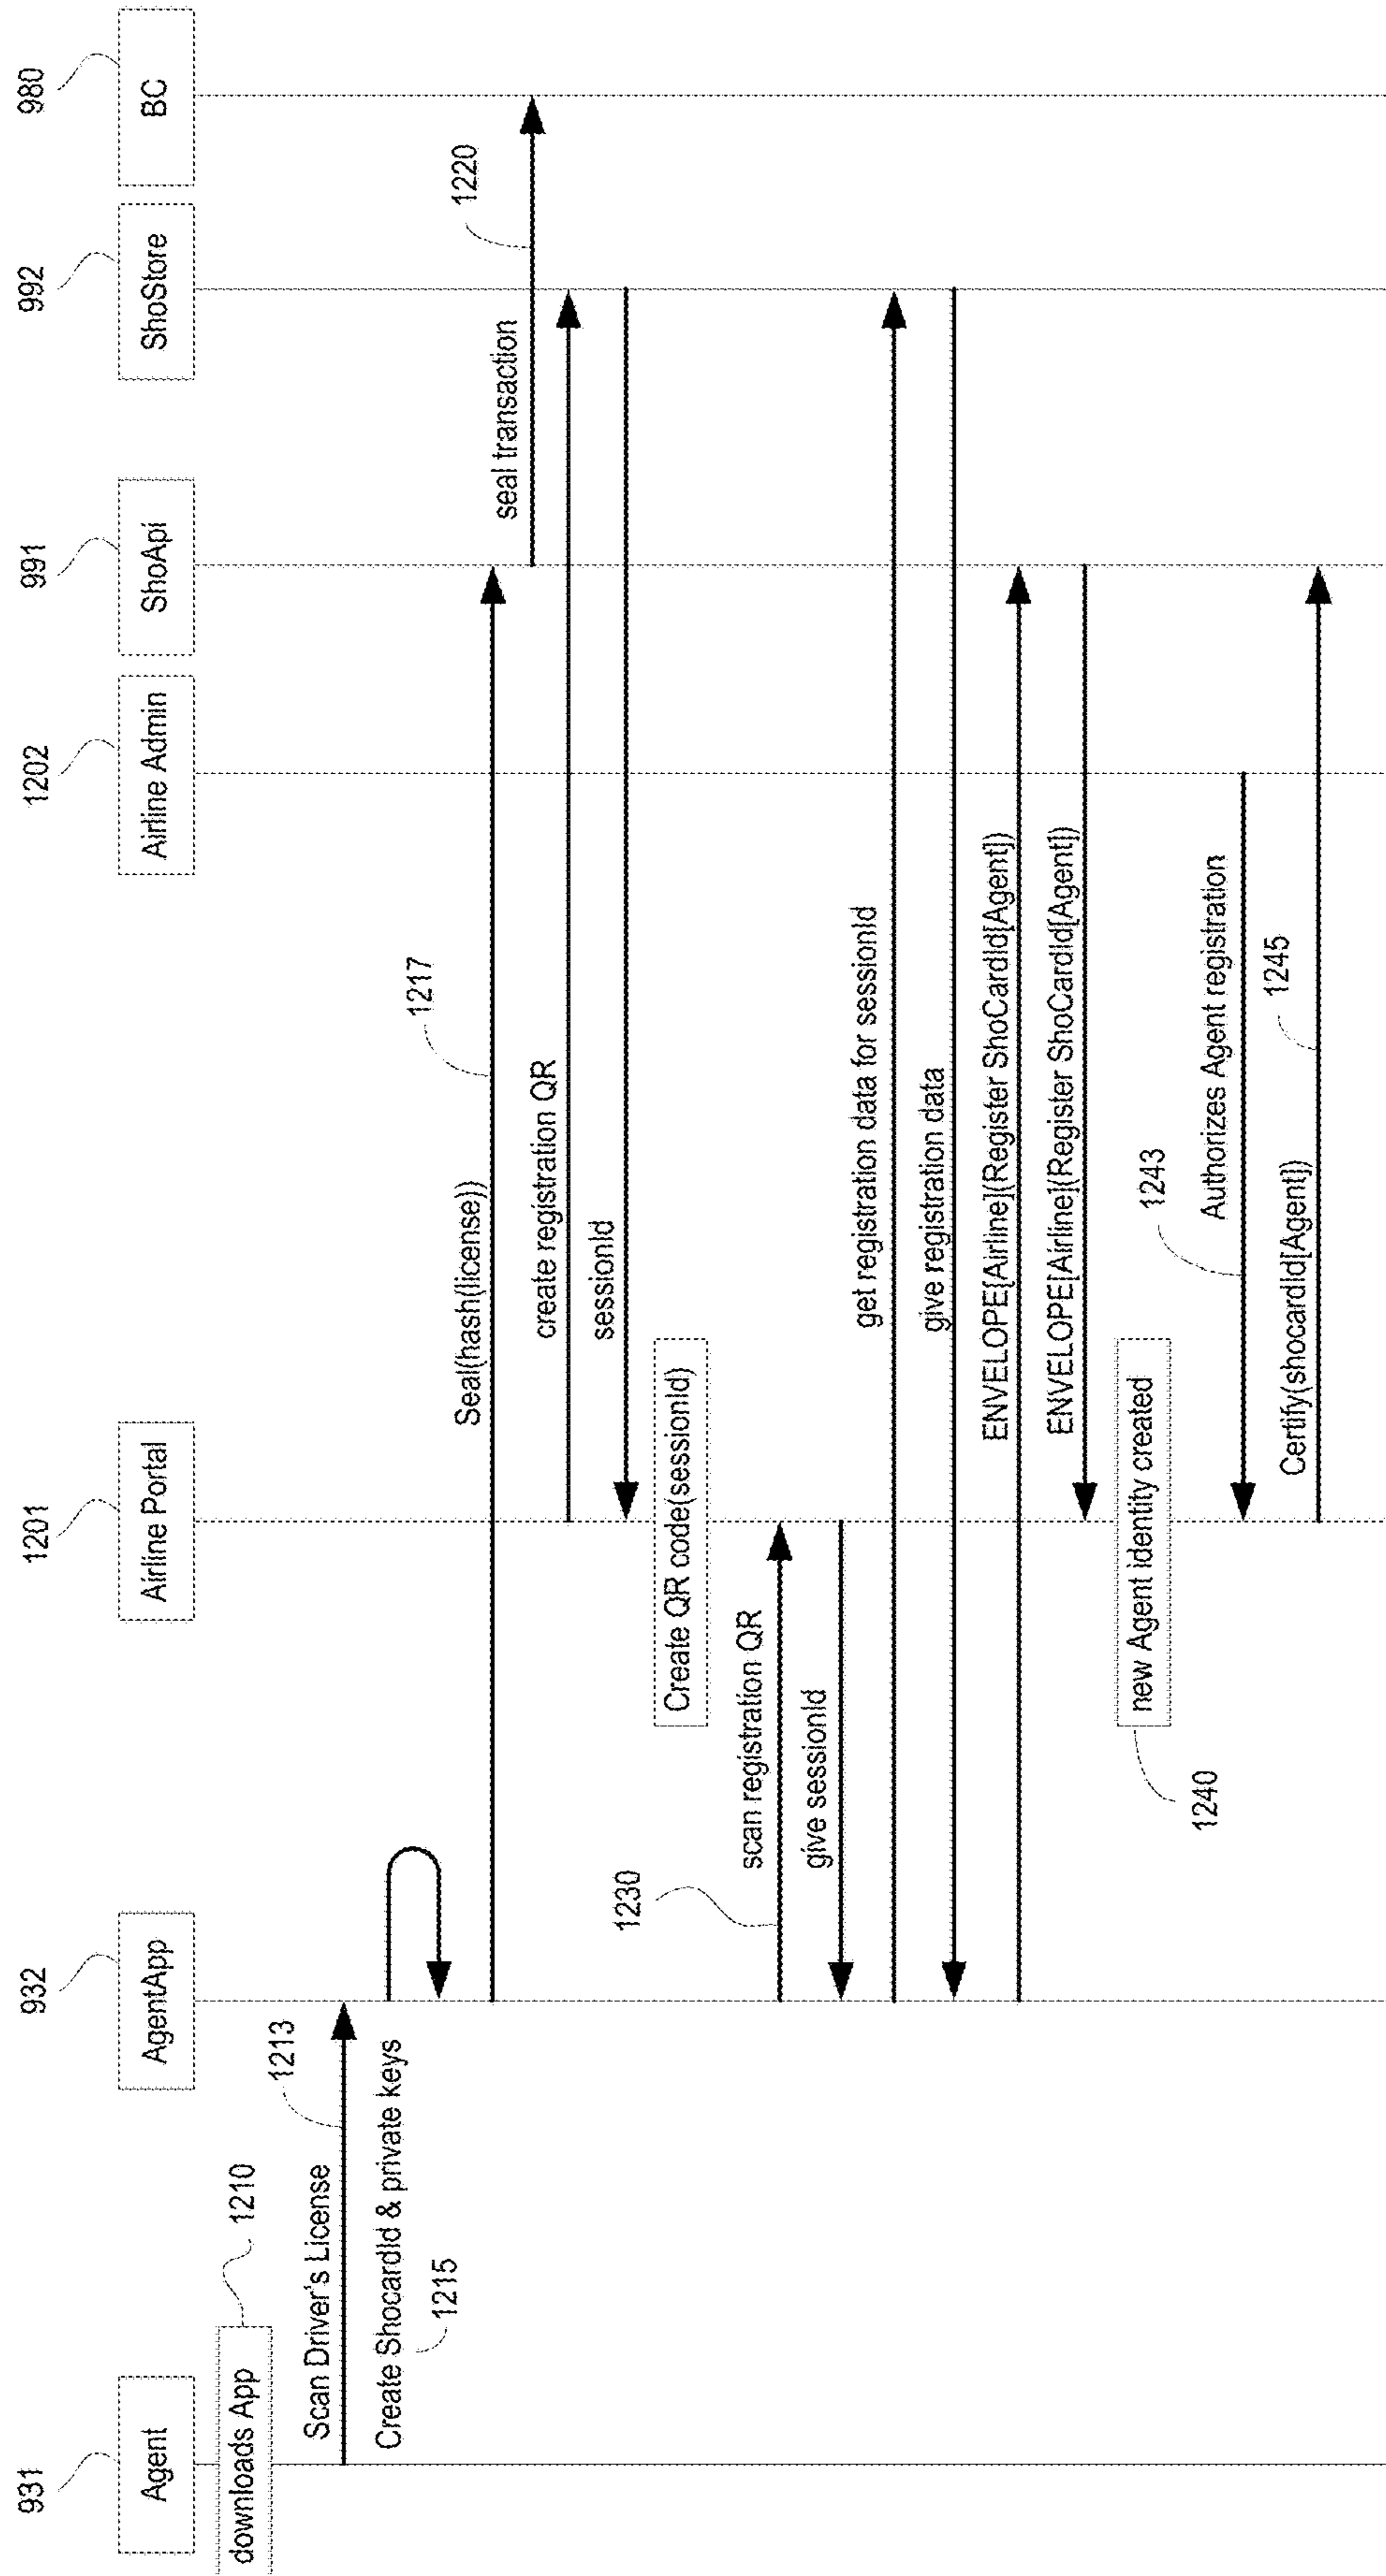 931
932
1201
1202
991
992
980
Agent
AgentApp
Airline Portal
Airline Admin
ShoApi
ShoStore
BC
downloads App
1210
Scan Driver's License
1213
Create ShocardId & private keys
1215
Seal(hash(license))
1217
seal transaction
1220
create registration QR
sessionId
Create QR code(sessionId)
1230
scan registration QR
give sessionId
get registration data for sessionId
give registration data
ENVELOPE[Airline](Register ShoCardId[Agent])
ENVELOPE[Airline](Register ShoCardId[Agent])
new Agent identity created
1240
1243
Authorizes Agent registration
Certify(shocardId[Agent])
1245